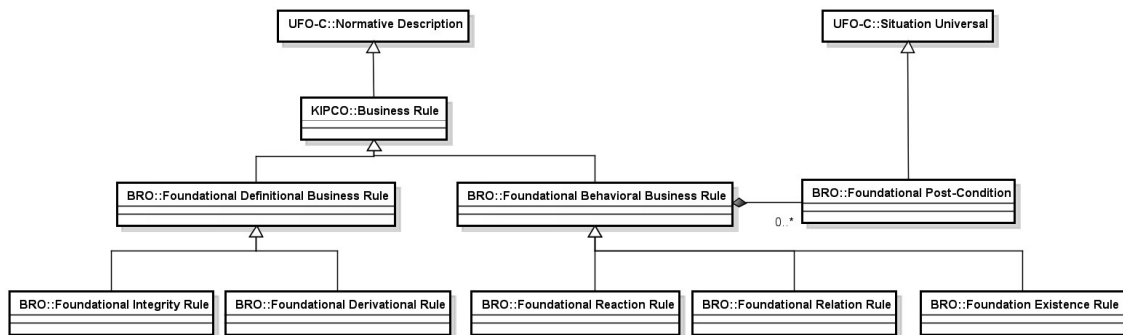 UFO-C::Normative Description
UFO-C::Situation Universal
KIPCO::Business Rule
BRO::Foundational Definitional Business Rule
BRO::Foundational Behavioral Business Rule
BRO::Foundational Post-Condition
0..*
BRO::Foundational Integrity Rule
BRO::Foundational Derivational Rule
BRO::Foundational Reaction Rule
BRO::Foundational Relation Rule
BRO::Foundation Existence Rule